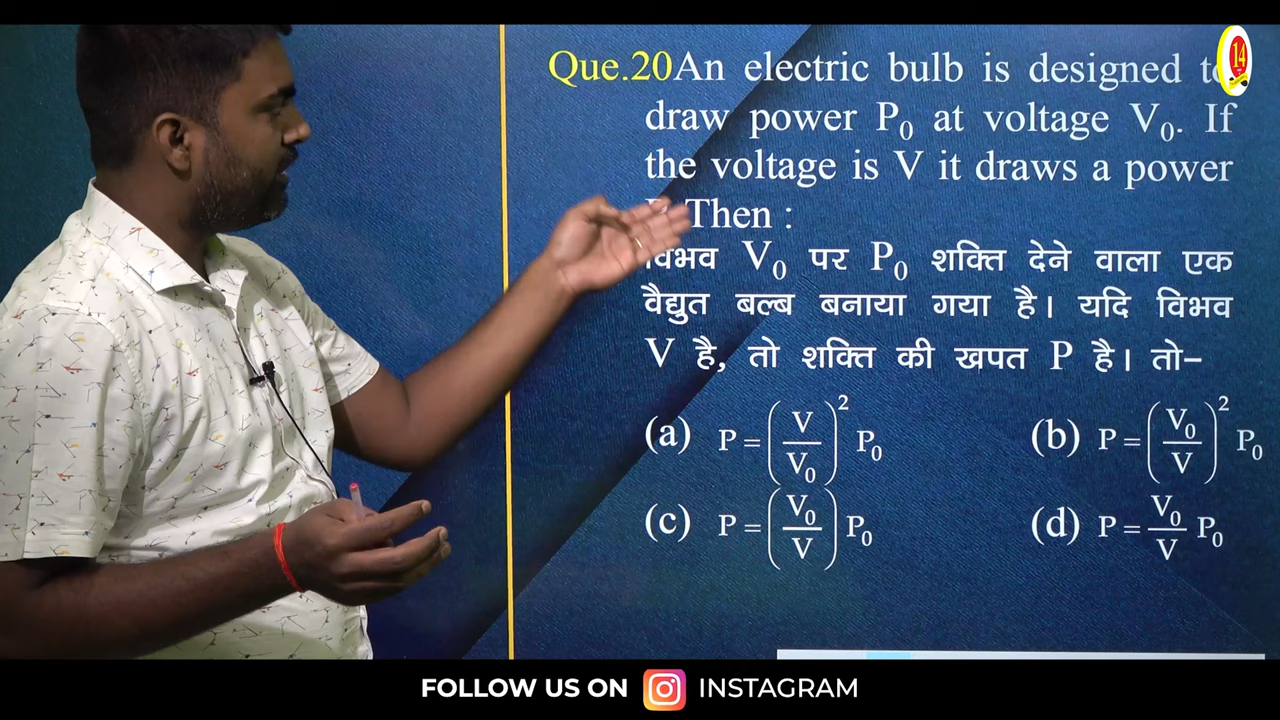 Que.20An electric bulb is designed to
draw power P₀ at voltage V₀. If
the voltage is V it draws a power
Then :
विभव V₀ पर P₀ शक्ति देने वाला एक
वैद्युत बल्ब बनाया गया है। यदि विभव
V है, तो शक्ति की खपत P है। तो–
(a) P = (V/V₀)² P₀
(b) P = (V₀/V)² P₀
(c) P = (V₀/V) P₀
(d) P = V₀/V P₀
14
FOLLOW US ON INSTAGRAM